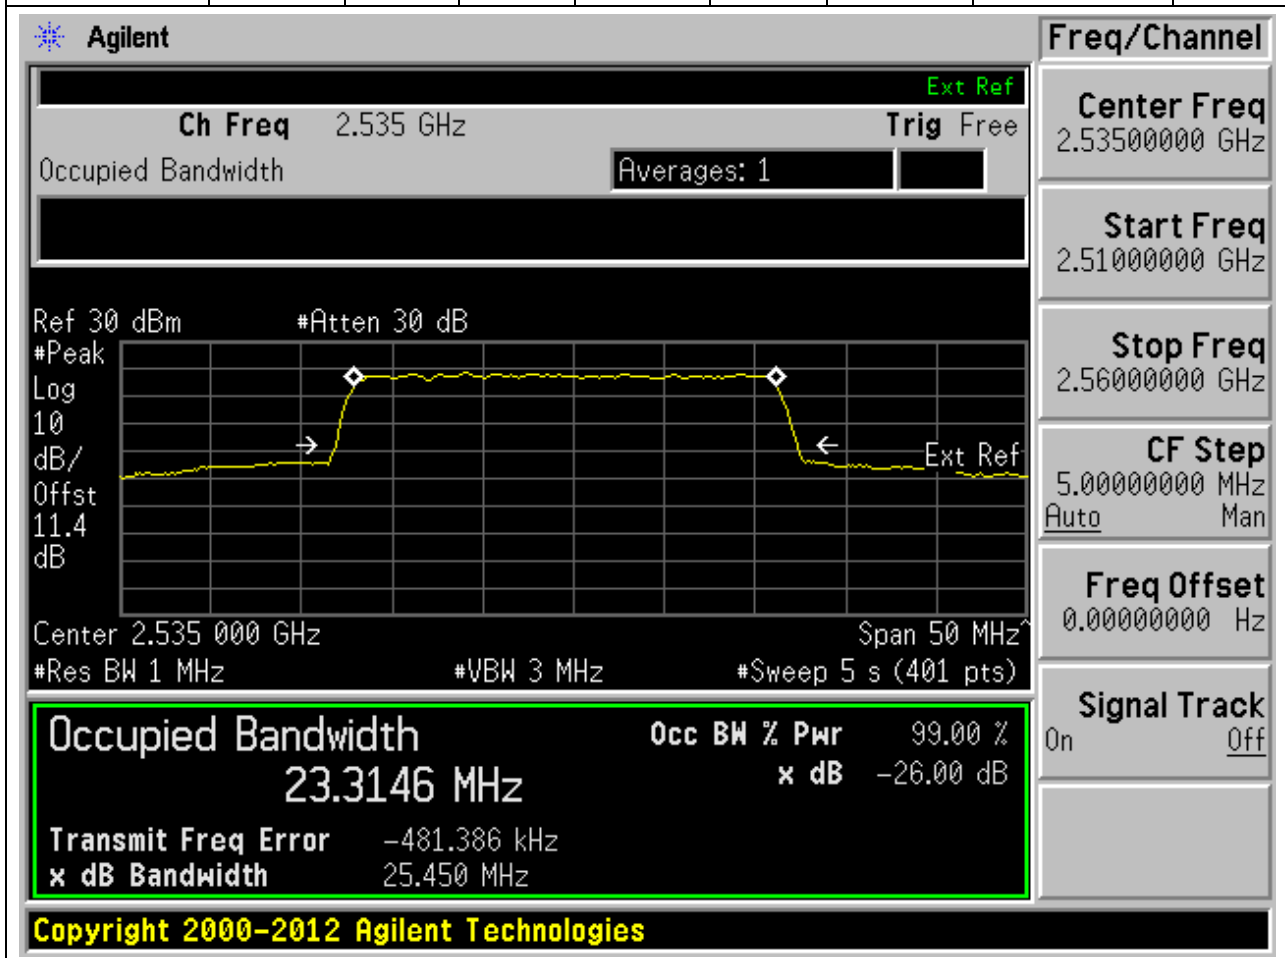 Agilent
Freq/Channel
Ext Ref
Ch Freq 2.535 GHz Trig Free
Occupied Bandwidth Averages: 1
Ref 30 dBm #Atten 30 dB
#Peak
Log
10
dB/
Offst
11.4
dB
Ext Ref
Center 2.535 000 GHz Span 50 MHz^
#Res BW 1 MHz #VBW 3 MHz #Sweep 5 s (401 pts)
Occupied Bandwidth
23.3146 MHz
Occ BW % Pwr 99.00 %
x dB -26.00 dB
Transmit Freq Error -481.386 kHz
x dB Bandwidth 25.450 MHz
Center Freq
2.53500000 GHz
Start Freq
2.51000000 GHz
Stop Freq
2.56000000 GHz
CF Step
5.00000000 MHz
Auto Man
Freq Offset
0.00000000 Hz
Signal Track
On Off
Copyright 2000-2012 Agilent Technologies